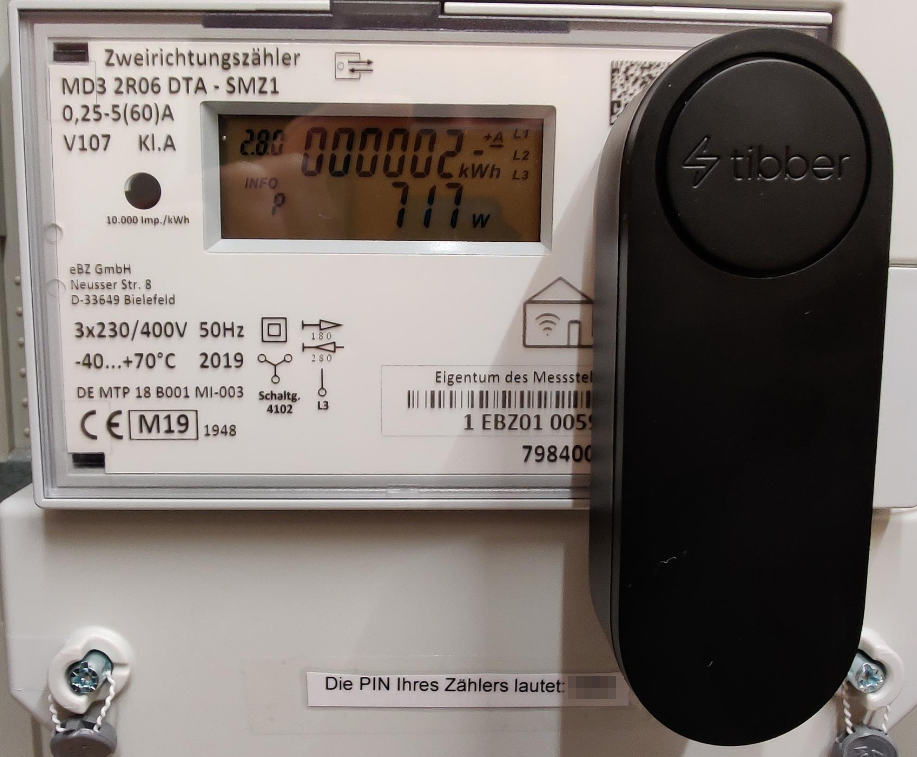 Zweirichtungszähler
MD3 2R06 DTA - SMZ1
0,25-5(60)A
V107 Kl.A
10.000 Imp./kWh
2.8.0 000002 kWh +A L1 L2 L3
INFO
P 717 W
tibber
eBZ GmbH
Neusser Str. 8
D-33649 Bielefeld
3x230/400V 50Hz
180
-40...+70°C 2019
280
DE MTP 18 B001 MI-003
Schaltg.
4102
L3
CE M19 1948
Eigentum des
1 EBZ01
Die PIN Ihres Zählers lautet: